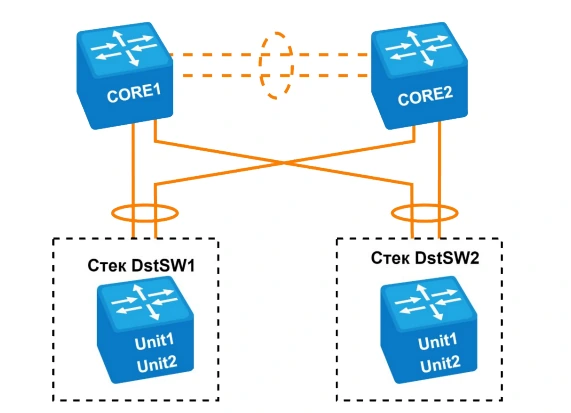 CORE1
CORE2
Стек DstSW1
Unit1
Unit2
Стек DstSW2
Unit1
Unit2